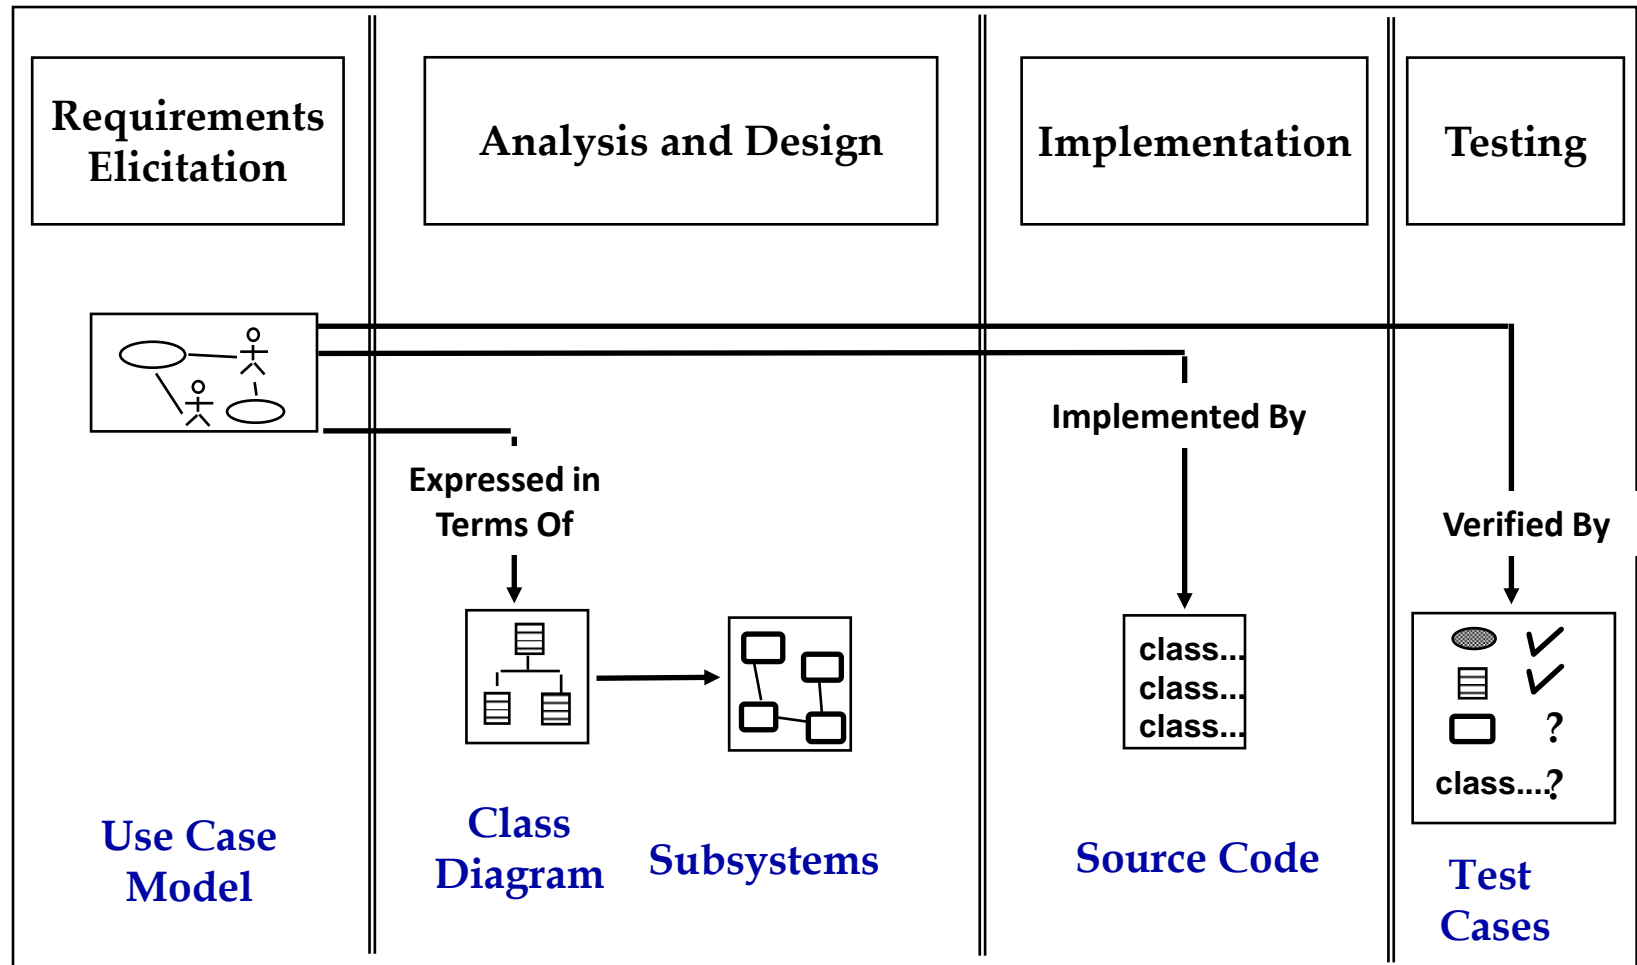 Requirements
Elicitation
Analysis and Design
Implementation
Testing
Implemented By
Expressed in
Terms Of
Verified By
class...
class...
class...
?
class....?
Use Case
Model
Class
Diagram
Subsystems
Source Code
Test
Cases